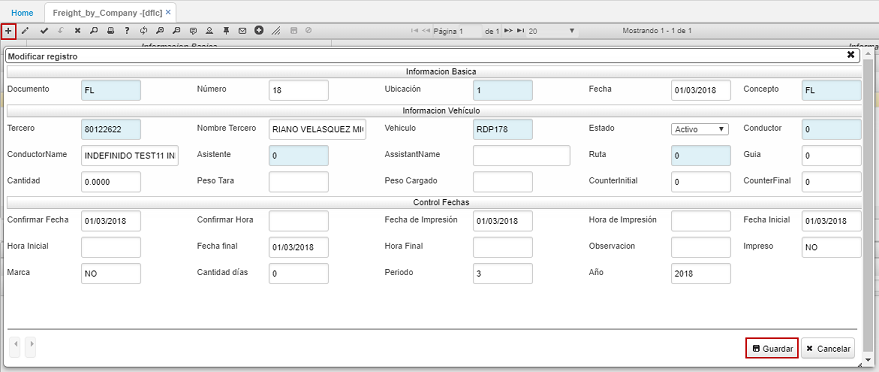 Home Freight_by_Company -[dflc] ×
Página 1 de 1 20 Mostrando 1 - 1 de 1
Informacion Basica Informa
Modificar registro
Informacion Basica
Documento FL Número 18 Ubicación 1 Fecha 01/03/2018 Concepto FL
Informacion Vehículo
Tercero 80122622 Nombre Tercero RIANO VELASQUEZ MI Vehiculo RDP178 Estado Activo Conductor 0
ConductorName INDEFINIDO TEST11 IN Asistente 0 AssistantName Ruta 0 Guia 0
Cantidad 0.0000 Peso Tara Peso Cargado CounterInitial 0 CounterFinal 0
Control Fechas
Confirmar Fecha 01/03/2018 Confirmar Hora Fecha de Impresión 01/03/2018 Hora de Impresión Fecha Inicial 01/03/2018
Hora Inicial Fecha final 01/03/2018 Hora Final Observacion Impreso NO
Marca NO Cantidad días 0 Periodo 3 Año 2018
Guardar Cancelar